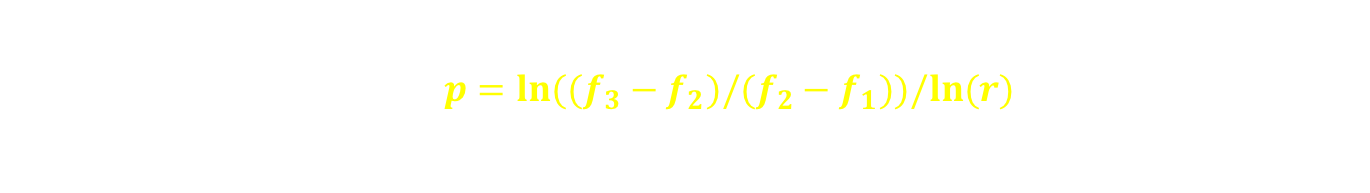 p = ln((f₃ − f₂)/(f₂ − f₁))/ln(r)